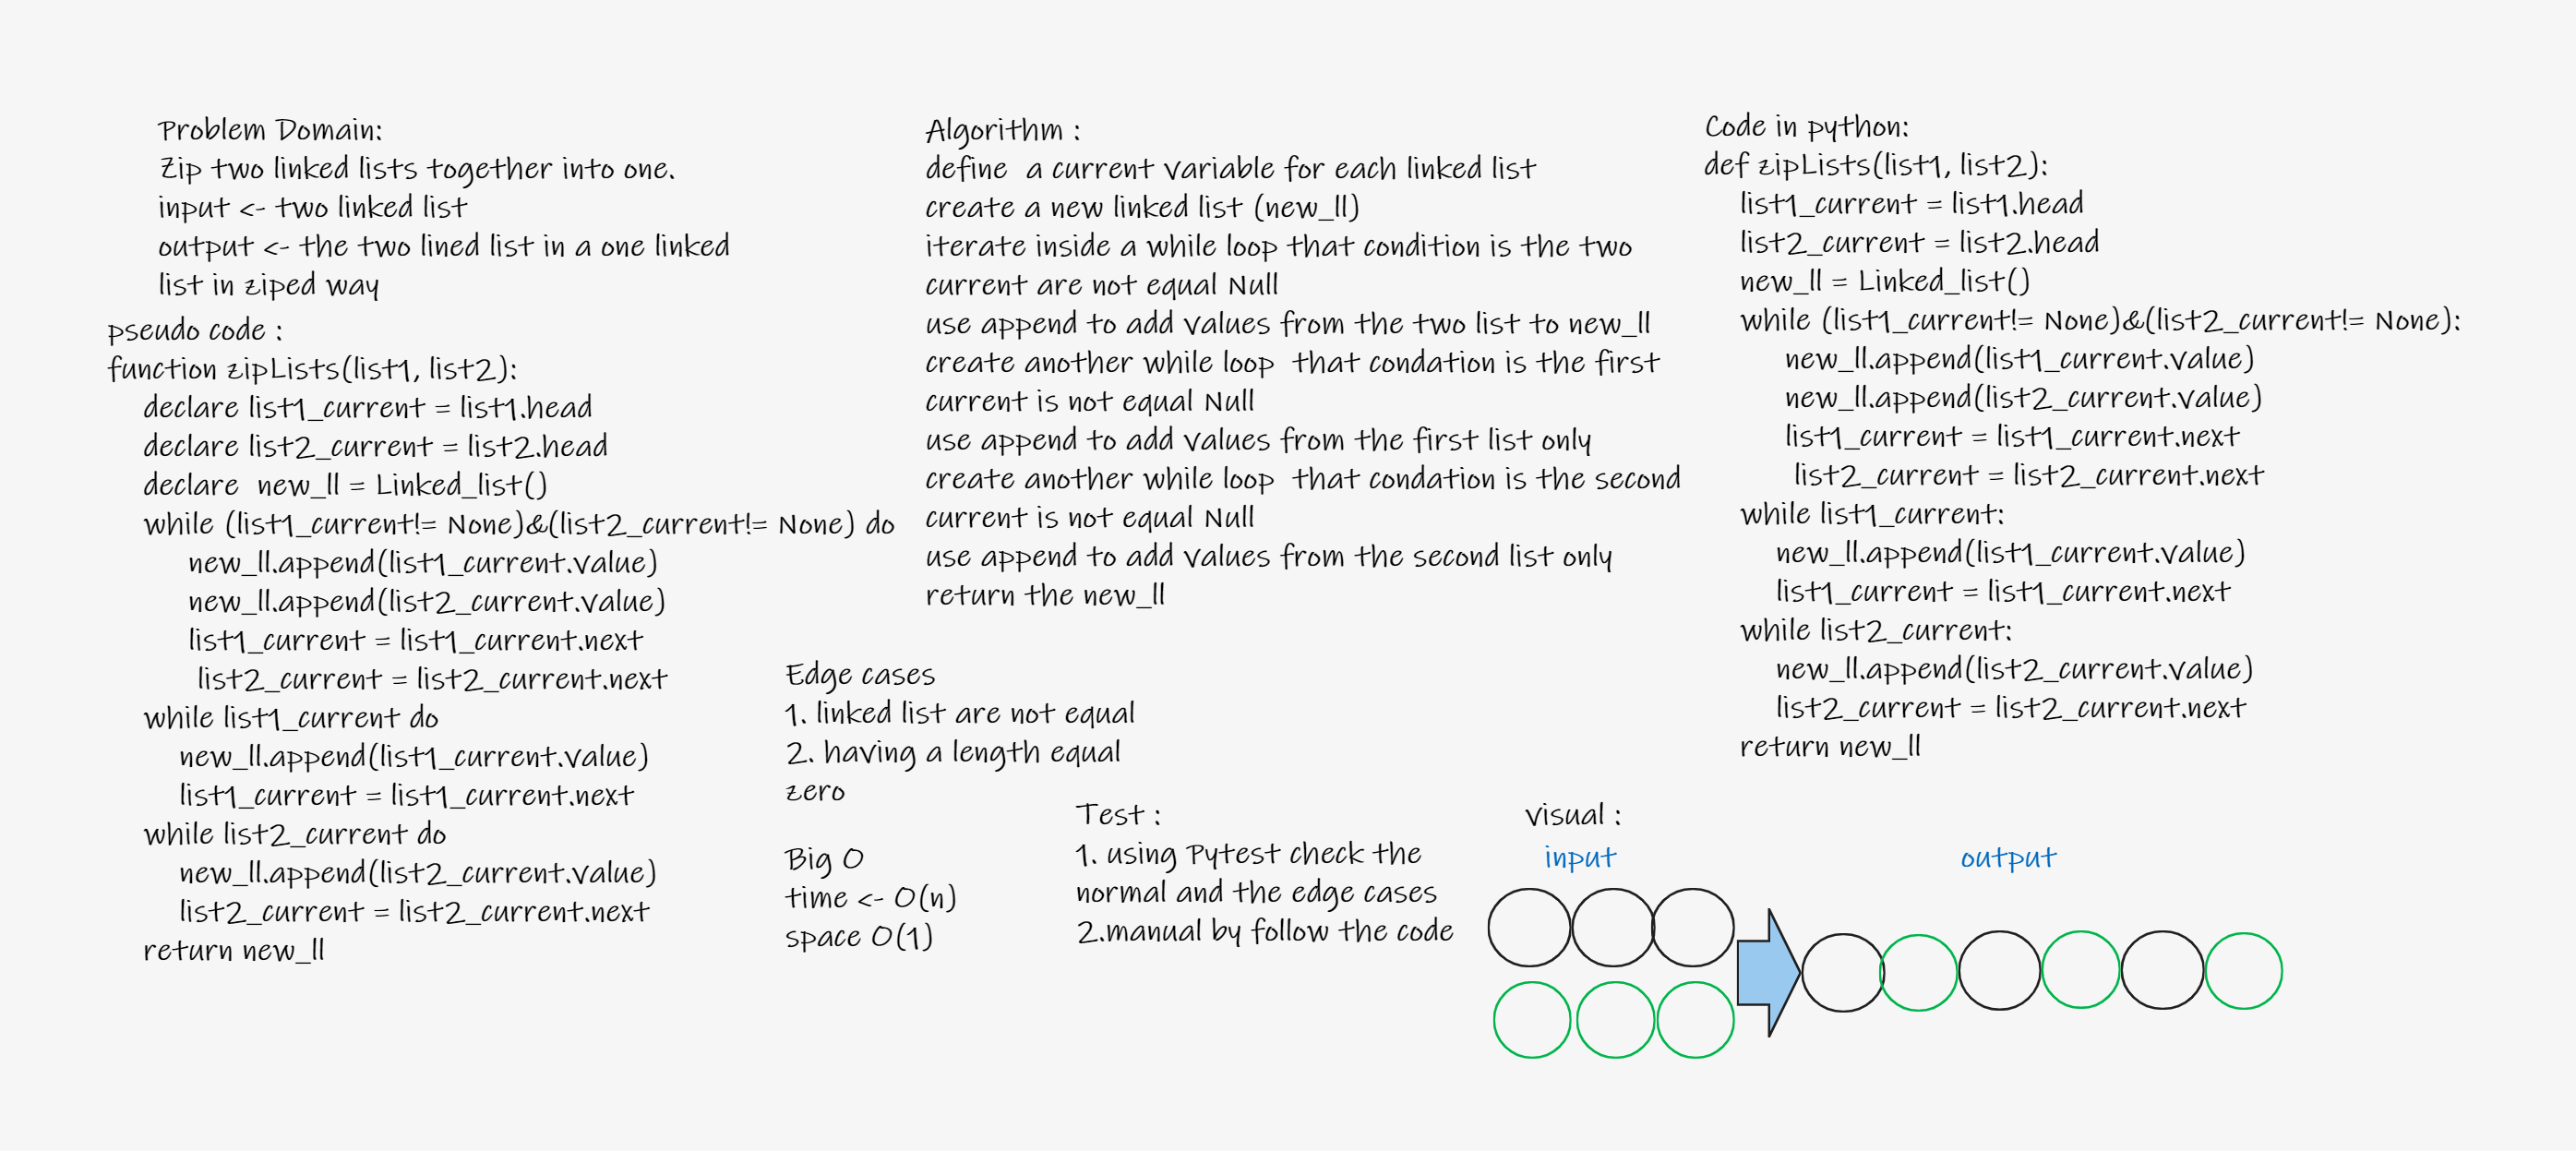 Problem Domain:
Zip two linked lists together into one.
input <- two linked list
output <- the two lined list in a one linked
list in ziped way
pseudo code :
function zipLists(list1, list2):
declare list1_current = list1.head
declare list2_current = list2.head
declare  new_ll = Linked_list()
while (list1_current!= None)&(list2_current!= None) do
new_ll.append(list1_current.value)
new_ll.append(list2_current.value)
list1_current = list1_current.next
list2_current = list2_current.next
while list1_current do
new_ll.append(list1_current.value)
list1_current = list1_current.next
while list2_current do
new_ll.append(list2_current.value)
list2_current = list2_current.next
return new_ll
Algorithm :
define  a current variable for each linked list
create a new linked list (new_ll)
iterate inside a while loop that condition is the two
current are not equal Null
use append to add values from the two list to new_ll
create another while loop  that condation is the first
current is not equal Null
use append to add values from the first list only
create another while loop  that condation is the second
current is not equal Null
use append to add values from the second list only
return the new_ll
Edge cases
1. linked list are not equal
2. having a length equal
zero
Big O
time <- O(n)
space O(1)
Test :
1. using Pytest check the
normal and the edge cases
2.manual by follow the code
Code in python:
def zipLists(list1, list2):
list1_current = list1.head
list2_current = list2.head
new_ll = Linked_list()
while (list1_current!= None)&(list2_current!= None):
new_ll.append(list1_current.value)
new_ll.append(list2_current.value)
list1_current = list1_current.next
list2_current = list2_current.next
while list1_current:
new_ll.append(list1_current.value)
list1_current = list1_current.next
while list2_current:
new_ll.append(list2_current.value)
list2_current = list2_current.next
return new_ll
visual :
input
output